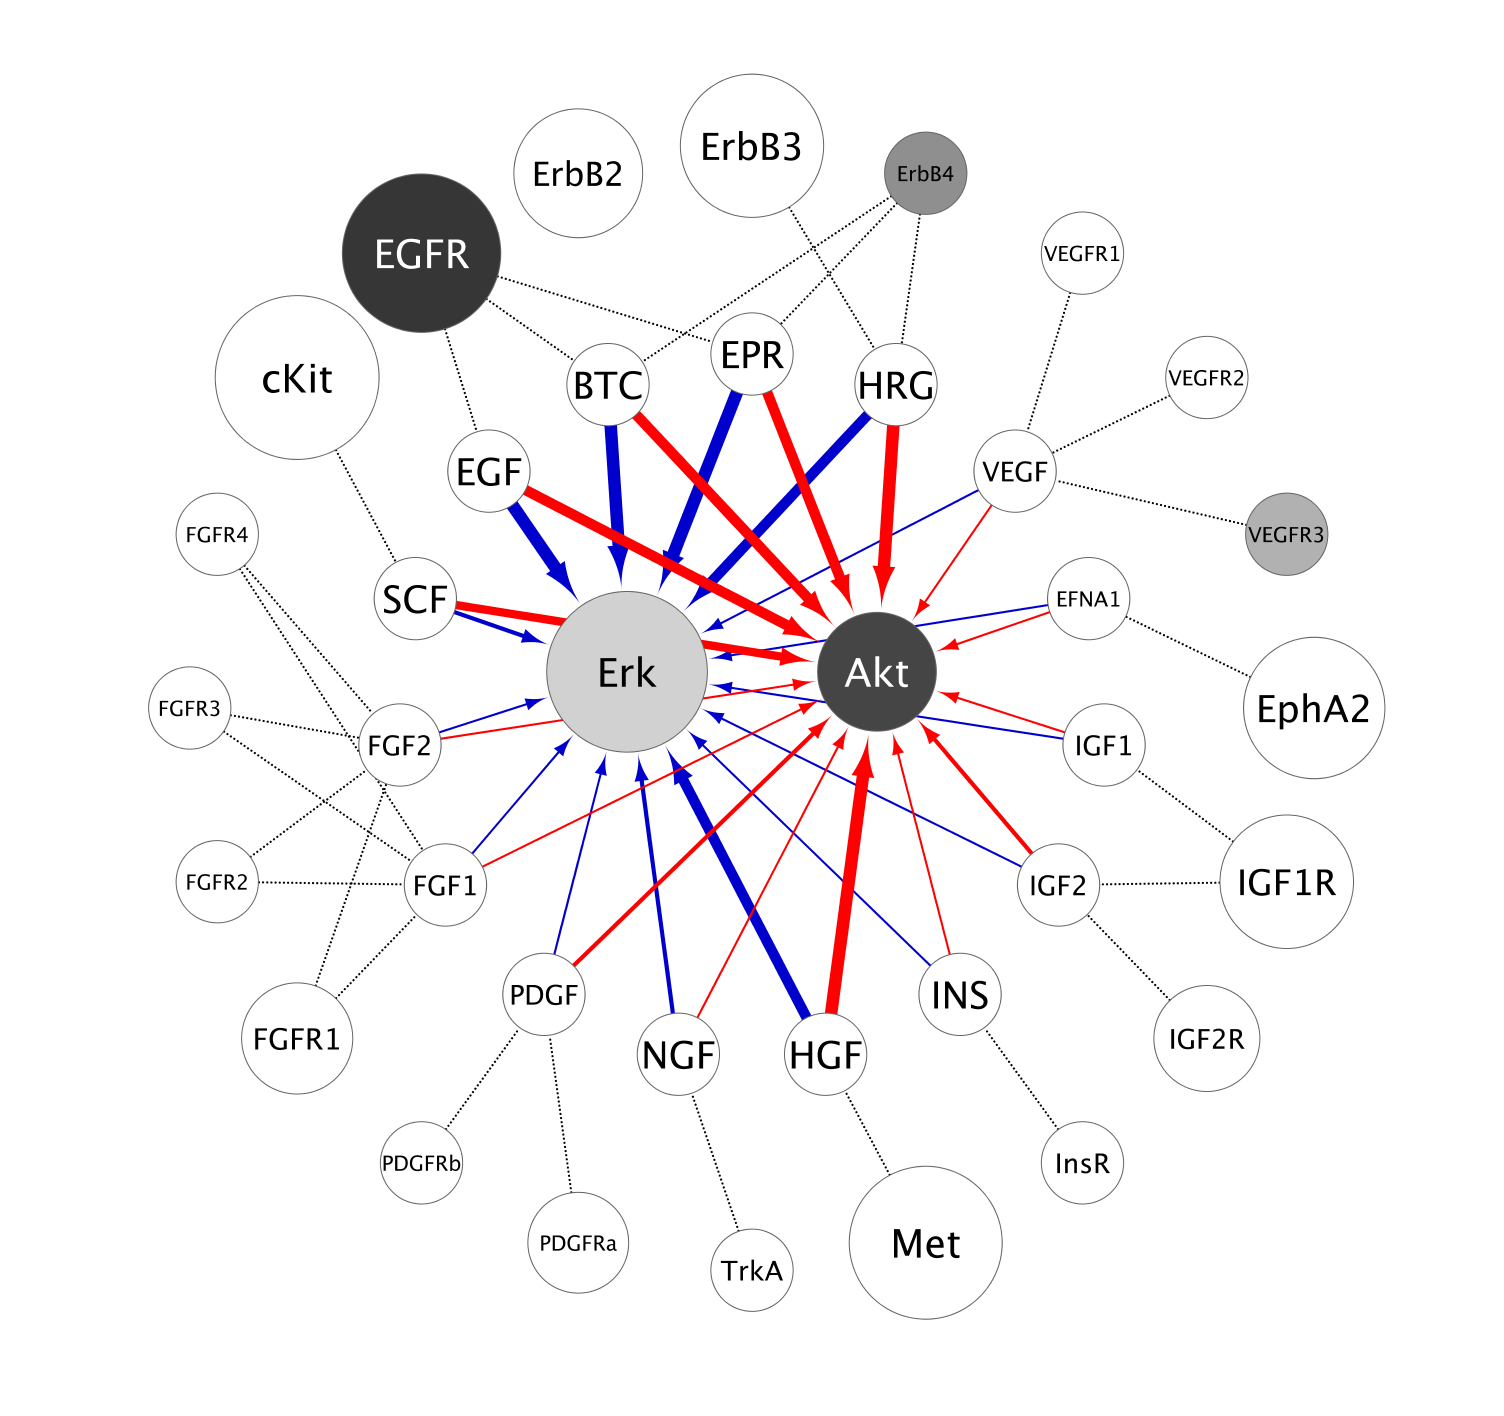 ErbB3
ErbB2
ErbB4
EGFR
VEGFR1
EPR
cKit
BTC
HRG
VEGFR2
EGF
VEGF
FGFR4
VEGFR3
SCF
EFNA1
Erk
Akt
FGFR3
EphA2
FGF2
IGF1
FGFR2
FGF1
IGF2
IGF1R
PDGF
INS
FGFR1
NGF
HGF
IGF2R
PDGFRb
InsR
PDGFRa
Met
TrkA